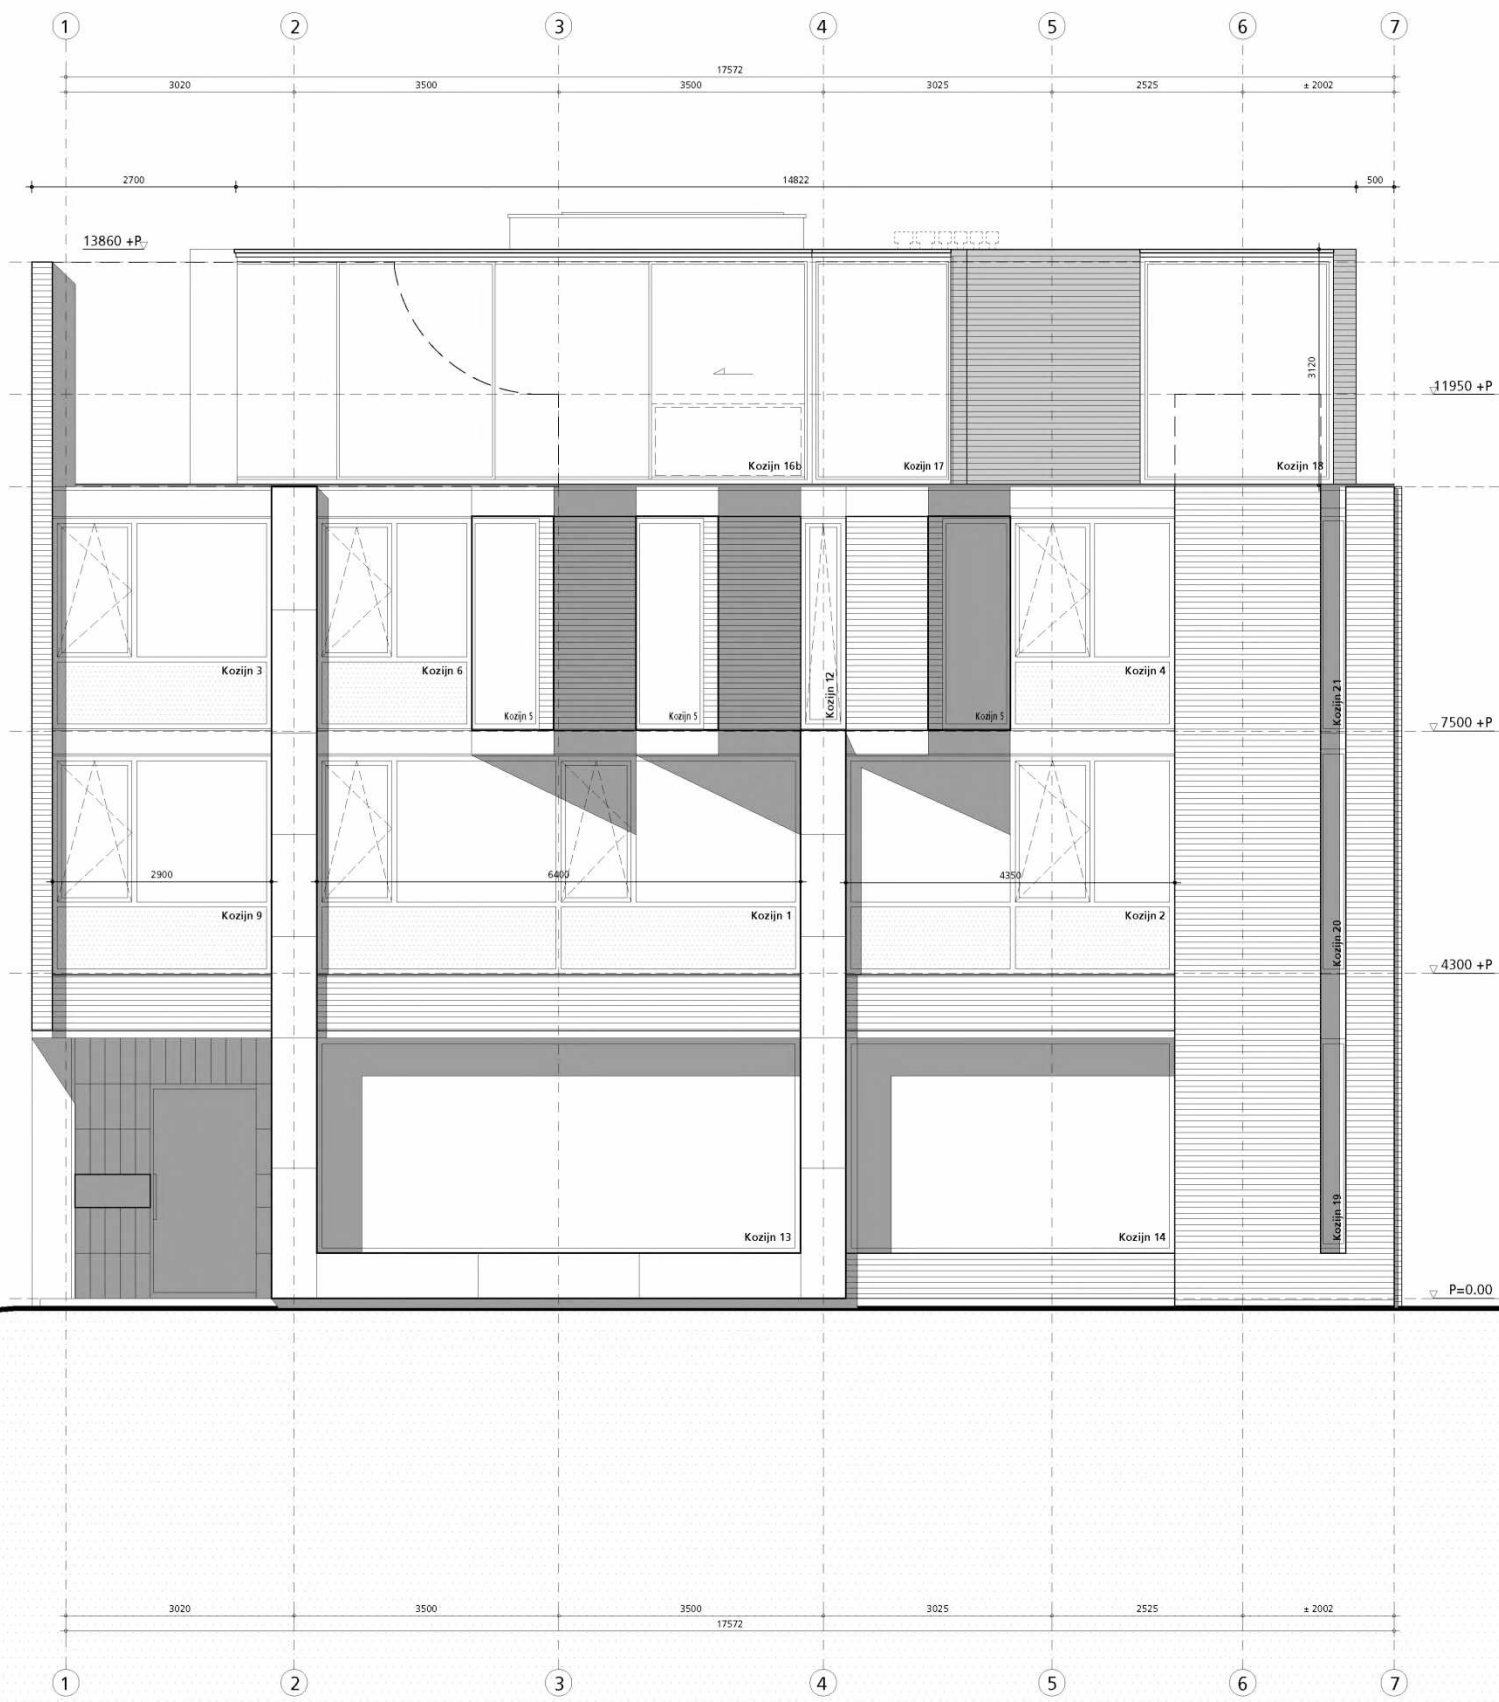 1 2 3 4 5 6 7
17572
3020 3500 3500 3025 2525 ± 2002
2700 14822 500
13860 +P
3120
11950 +P
Kozijn 16b Kozijn 17 Kozijn 18
Kozijn 3 Kozijn 6 Kozijn 4
Kozijn 12
Kozijn 21
Kozijn 5 Kozijn 5 Kozijn 5
7500 +P
2900 6400 4350
Kozijn 9 Kozijn 1 Kozijn 2
Kozijn 20
4300 +P
Kozijn 19
Kozijn 13 Kozijn 14
P=0.00
3020 3500 3500 3025 2525 ± 2002
17572
1 2 3 4 5 6 7